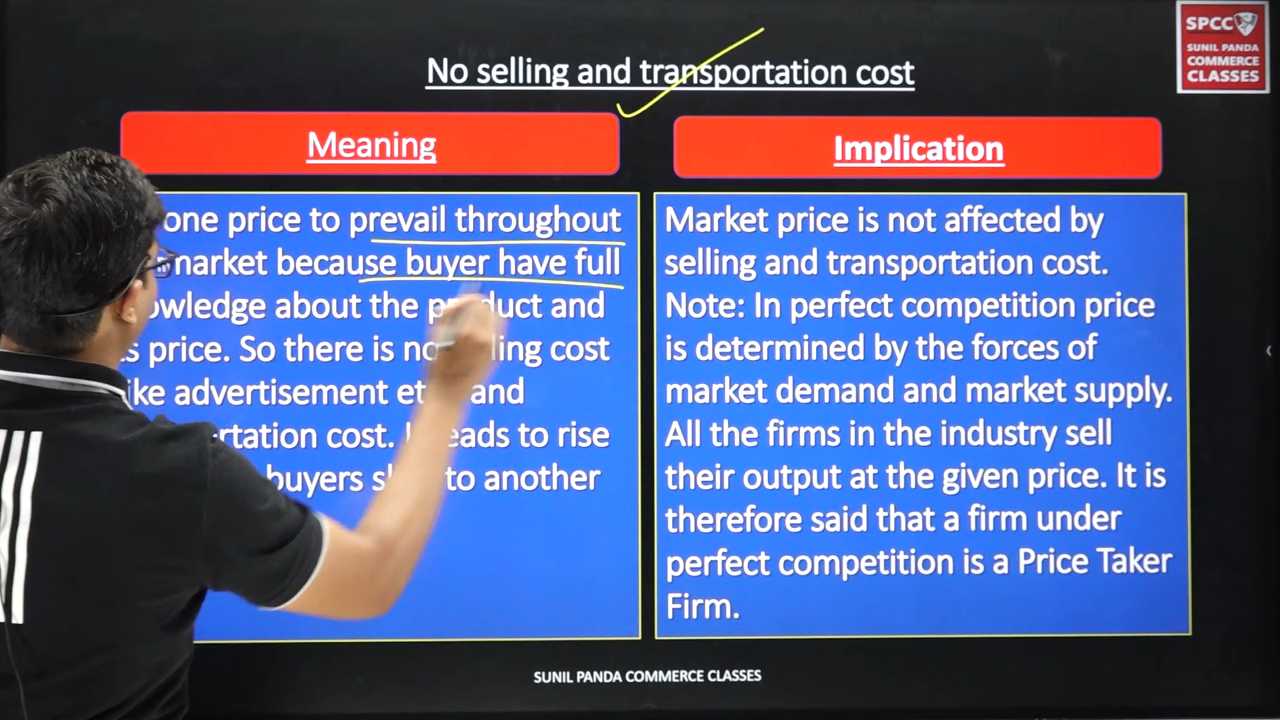 No selling and transportation cost
SPCC
SUNIL PANDA
COMMERCE
CLASSES
Meaning
one price to prevail throughout
market because buyer have full
about the product and
price. So there is no cost
advertisement and
cost. to rise
buyers to another
Implication
Market price is not affected by
selling and transportation cost.
Note: In perfect competition price
is determined by the forces of
market demand and market supply.
All the firms in the industry sell
their output at the given price. It is
therefore said that a firm under
perfect competition is a Price Taker
Firm.
SUNIL PANDA COMMERCE CLASSES